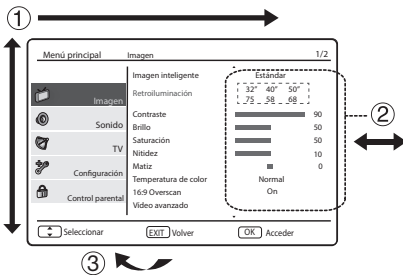 ①
Menú principal Imagen 1/2
Imagen inteligente Estándar
Retroiluminación 32" 40" 50"
75 58 68
Imagen
Contraste 90
Brillo 50
Sonido
Saturación 50
TV
Nitidez 10
Matiz 0
Configuración
Temperatura de color Normal
16:9 Overscan On
Control parental
Vídeo avanzado
②
Seleccionar EXIT Volver OK Acceder
③